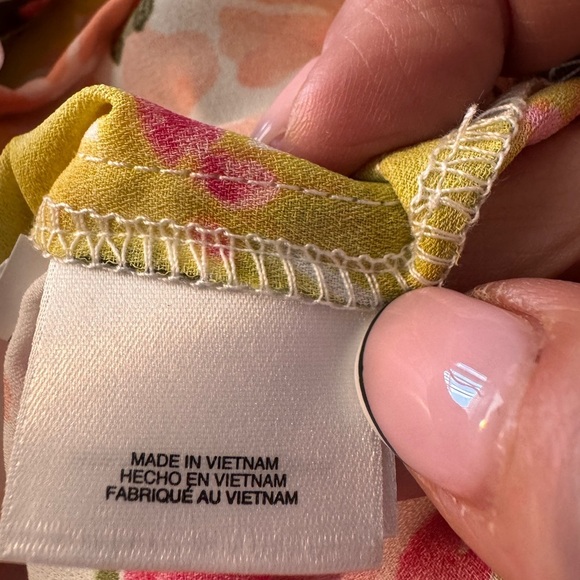 MADE IN VIETNAM
HECHO EN VIETNAM
FABRIQUÉ AU VIETNAM